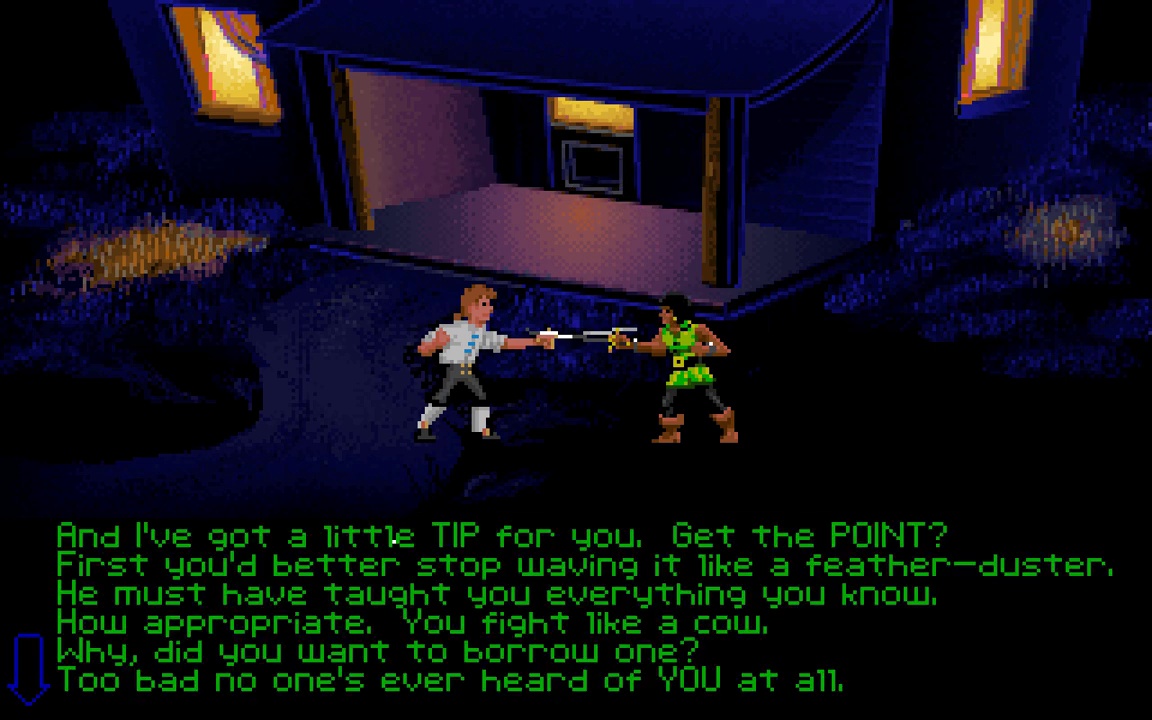 And I've got a little TIP for you.  Get the POINT?
First you'd better stop waving it like a feather-duster.
He must have taught you everything you know.
How appropriate.  You fight like a cow.
Why, did you want to borrow one?
Too bad no one's ever heard of YOU at all.